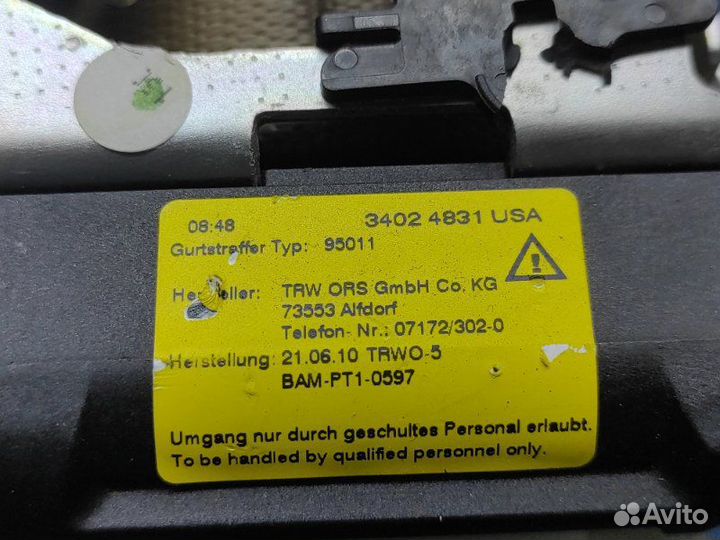 08:48
3402 4831 USA
Gurtstraffer Typ: 95011
Hersteller: TRW ORS GmbH Co. KG
73553 Alfdorf
Telefon- Nr.: 07172/302-0
Herstellung: 21.06.10 TRWO-5
BAM-PT1-0597
Umgang nur durch geschultes Personal erlaubt.
To be handled by qualified personnel only.
Avito